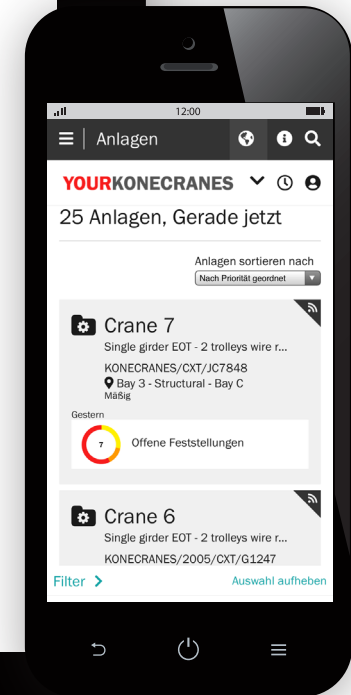 12:00
Anlagen
YOURKONECRANES
25 Anlagen, Gerade jetzt
Anlagen sortieren nach
Nach Priorität geordnet
Crane 7
Single girder EOT - 2 trolleys wire r...
KONECRANES/CXT/JC7848
Bay 3 - Structural - Bay C
Mäßig
Gestern
7
Offene Feststellungen
Crane 6
Single girder EOT - 2 trolleys wire r...
KONECRANES/2005/CXT/G1247
Filter
Auswahl aufheben